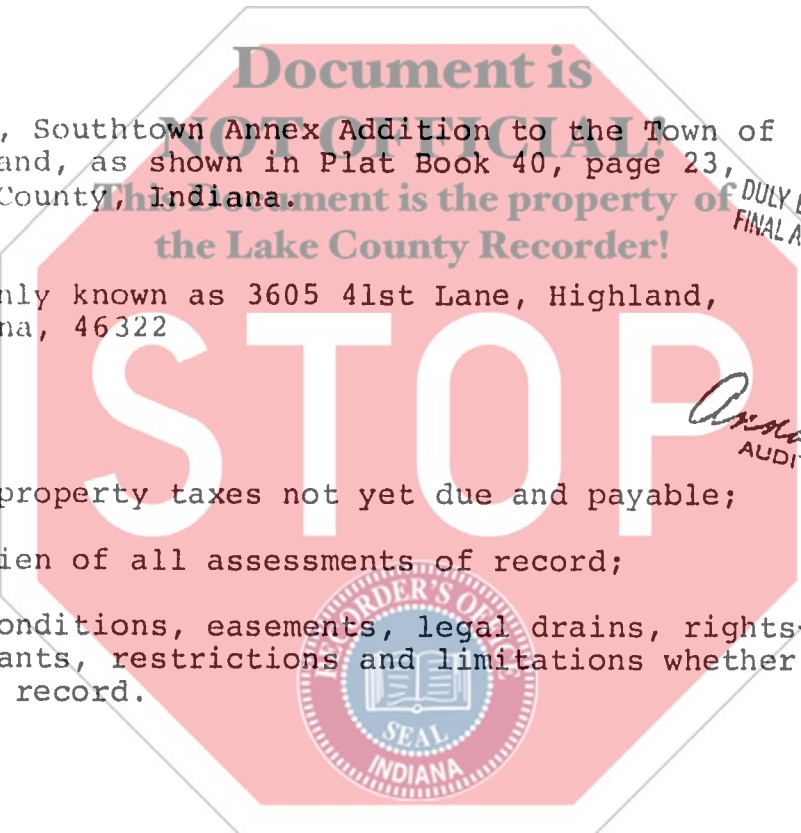 Document is
NOT OFFICIAL!
, Southtown Annex Addition to the Town of
and, as shown in Plat Book 40, page 23,
County, Indiana.
This Document is the property of
the Lake County Recorder!
DULY
FINAL A
nly known as 3605 41st Lane, Highland,
na, 46322
STOP
AUDI
property taxes not yet due and payable;
ien of all assessments of record;
onditions, easements, legal drains, rights-
ants, restrictions and limitations whether
record.
RECORDER'S OFFICE
SEAL
INDIANA